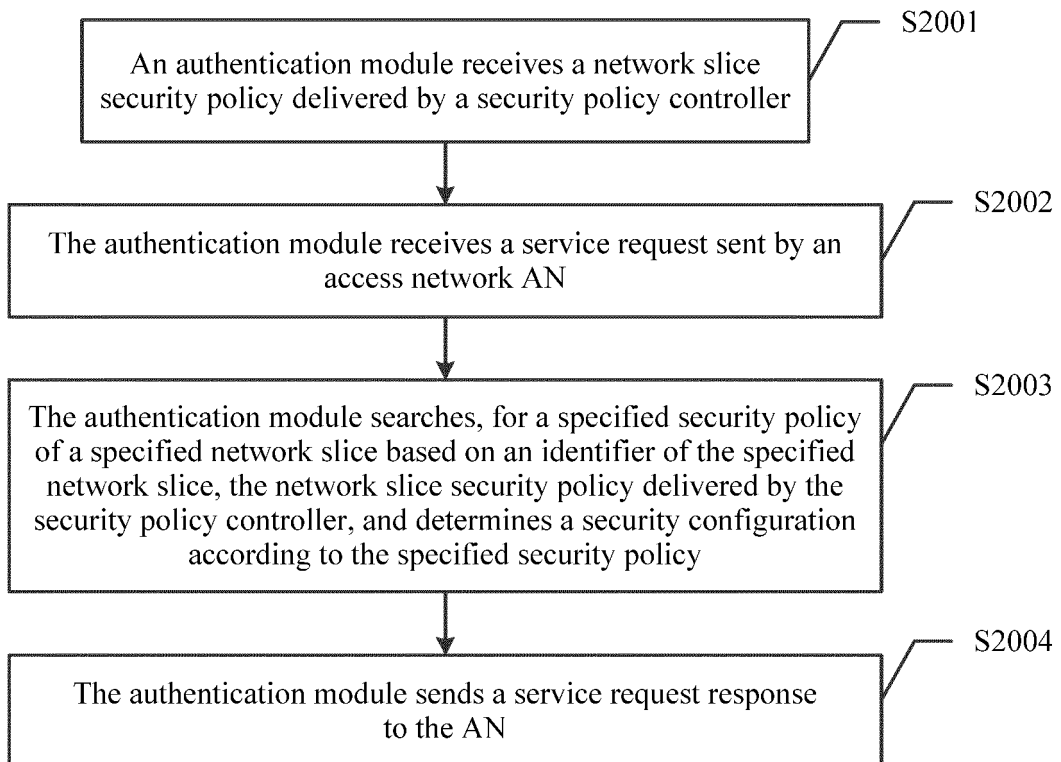 S2001
An authentication module receives a network slice
security policy delivered by a security policy controller
S2002
The authentication module receives a service request sent by an
access network AN
S2003
The authentication module searches, for a specified security policy
of a specified network slice based on an identifier of the specified
network slice, the network slice security policy delivered by the
security policy controller, and determines a security configuration
according to the specified security policy
S2004
The authentication module sends a service request response
to the AN